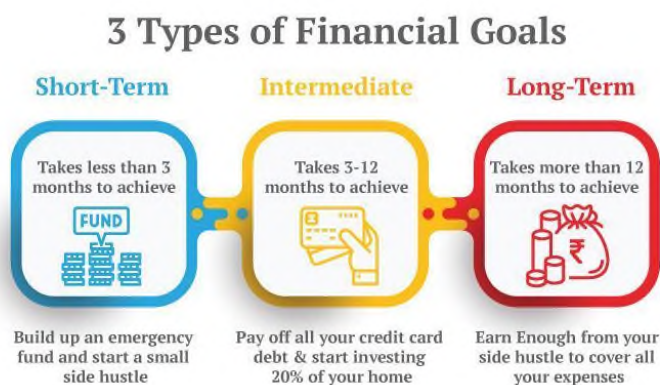 3 Types of Financial Goals
Short-Term
Takes less than 3
months to achieve
FUND
Build up an emergency
fund and start a small
side hustle
Intermediate
Takes 3-12
months to achieve
Pay off all your credit card
debt & start investing
20% of your home
Long-Term
Takes more than 12
months to achieve
₹
Earn Enough from your
side hustle to cover all
your expenses